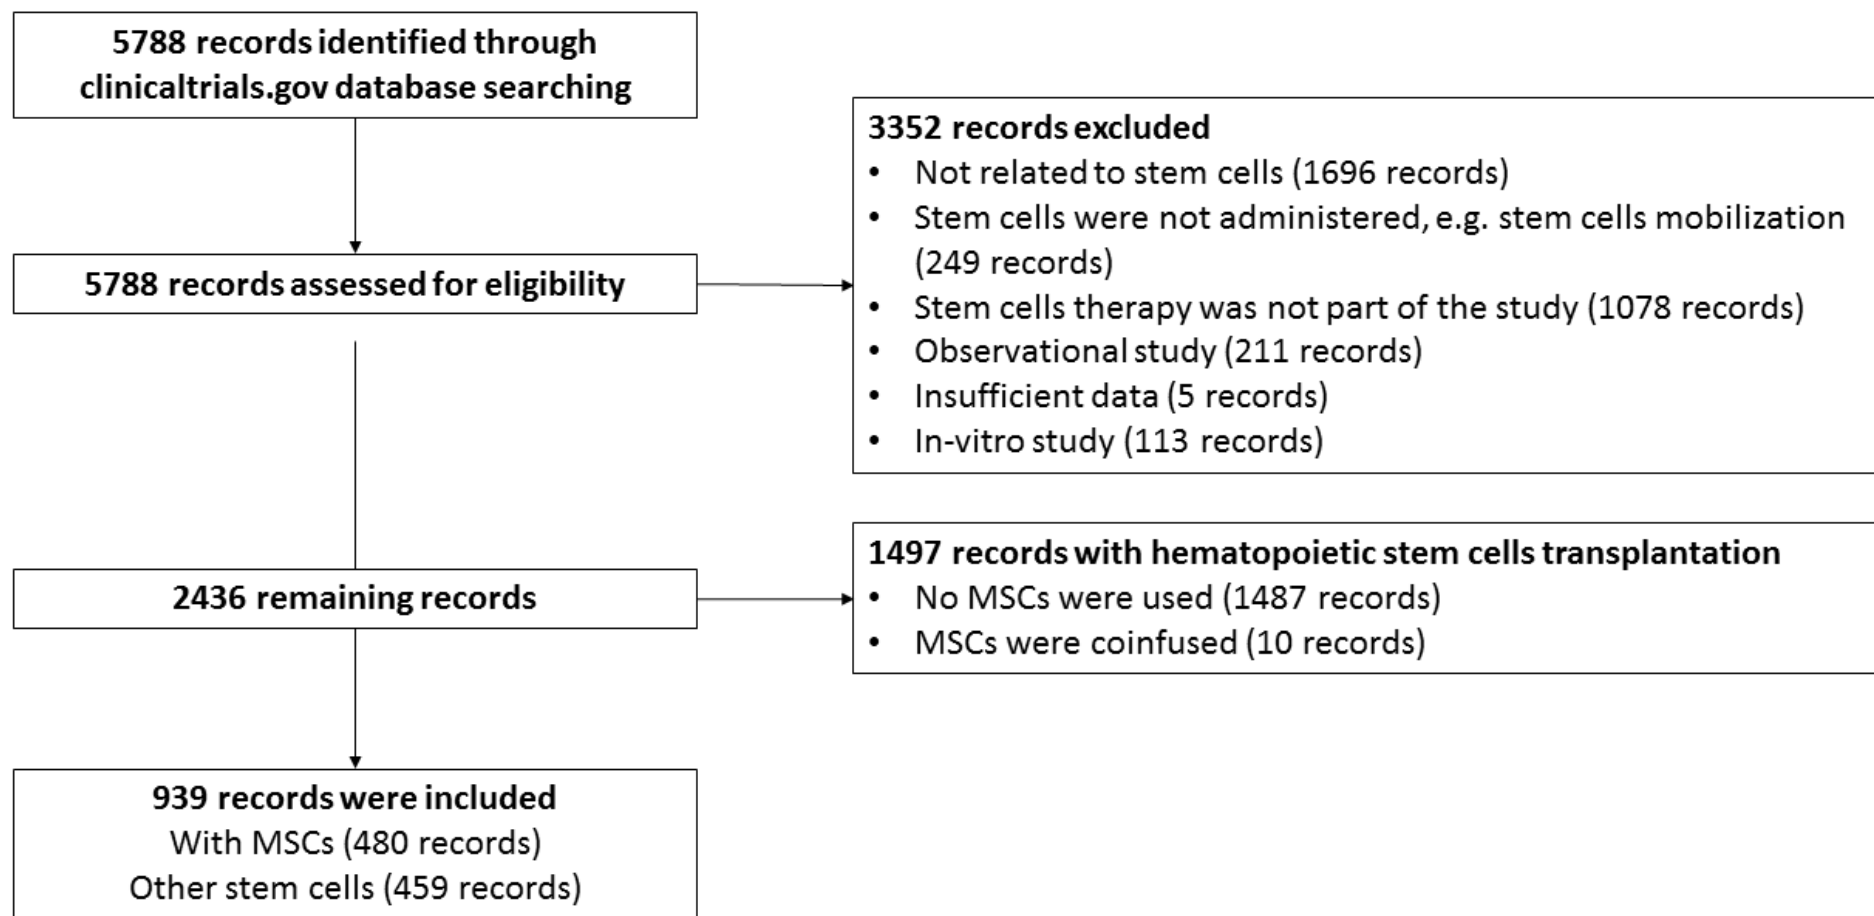 5788 records identified through
clinicaltrials.gov database searching
3352 records excluded
• Not related to stem cells (1696 records)
• Stem cells were not administered, e.g. stem cells mobilization
(249 records)
• Stem cells therapy was not part of the study (1078 records)
• Observational study (211 records)
• Insufficient data (5 records)
• In-vitro study (113 records)
5788 records assessed for eligibility
1497 records with hematopoietic stem cells transplantation
• No MSCs were used (1487 records)
• MSCs were coinfused (10 records)
2436 remaining records
939 records were included
With MSCs (480 records)
Other stem cells (459 records)